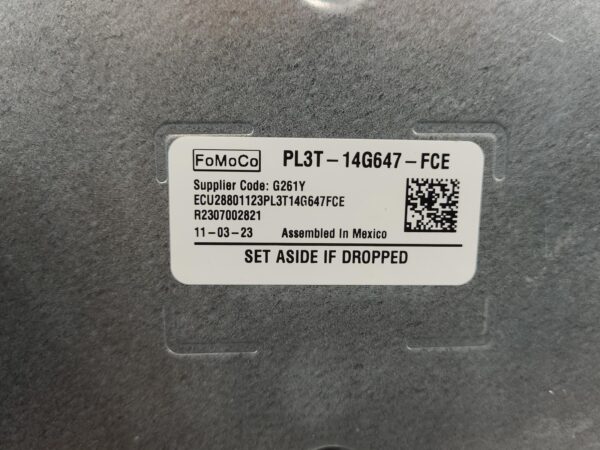 FoMoCo PL3T-14G647-FCE
Supplier Code: G261Y
ECU28801123PL3T14G647FCE
R2307002821
11-03-23 Assembled In Mexico
SET ASIDE IF DROPPED